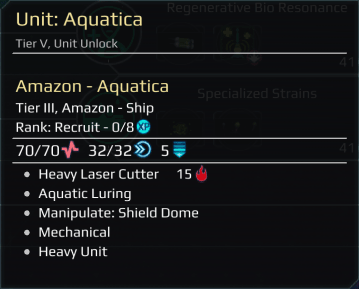 Regenerative Bio Resonance
Unit: Aquatica
Tier V, Unit Unlock
Specialized Strains
Amazon - Aquatica
Tier III, Amazon - Ship
Rank: Recruit - 0/8 XP
70/70 32/32 5
Heavy Laser Cutter 15
Aquatic Luring
Manipulate: Shield Dome
Mechanical
Heavy Unit